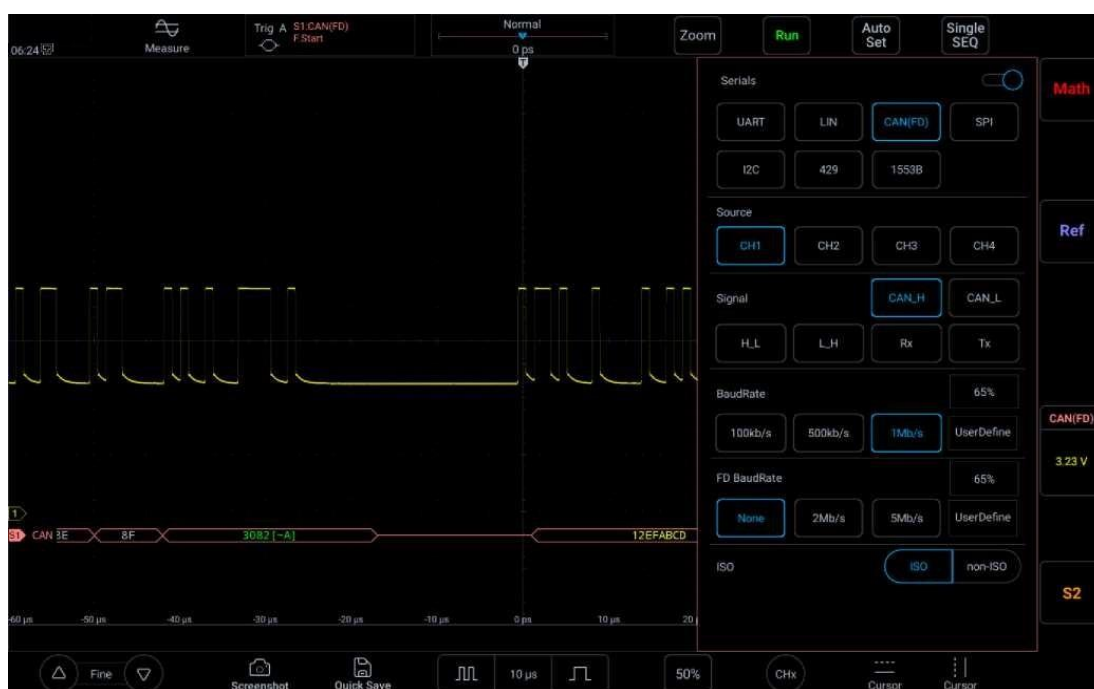 06:24
Measure
Trig A S1:CAN(FD)
F.Start
Normal
0 ps
T
Zoom
Run
Auto
Set
Single
SEQ
Serials
UART LIN CAN(FD) SPI
I2C 429 1553B
Source
CH1 CH2 CH3 CH4
Signal CAN_H CAN_L
H_L L_H Rx Tx
BaudRate 65%
100kb/s 500kb/s 1Mb/s UserDefine
FD BaudRate 65%
None 2Mb/s 5Mb/s UserDefine
ISO ISO non-ISO
Math
Ref
CAN(FD)
3.23 V
S2
1
S1 CAN 8F 3082 [~A] 12EFABCD
-60 µs -50 µs -40 µs -30 µs -20 µs -10 µs 0 ps 10 µs 20
Fine
Screenshot
Quick Save
10 µs
50%
CHx
Cursor
Cursor